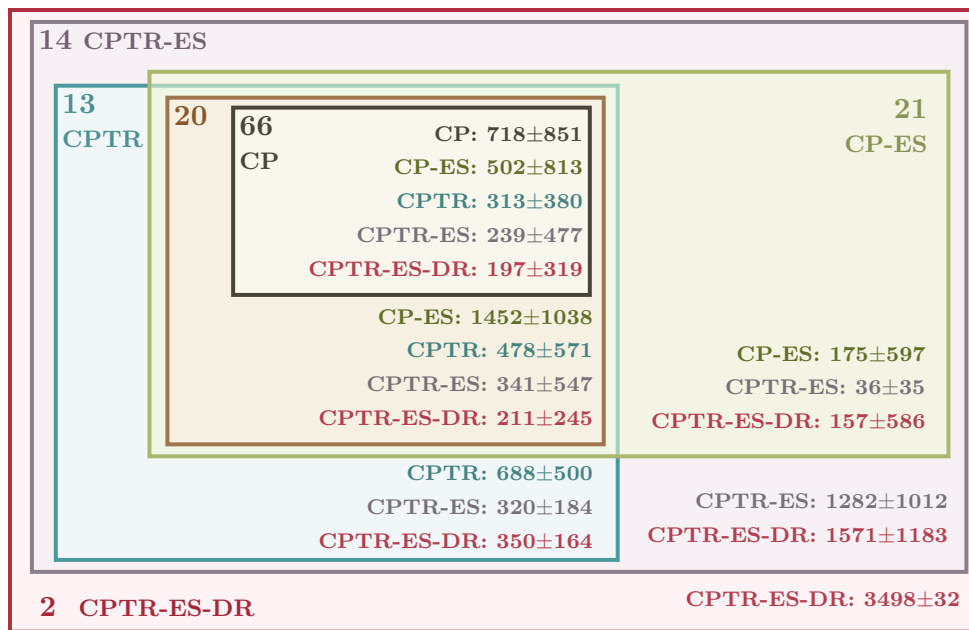 14 CPTR-ES
13
CPTR
20
66
CP
CP: 718±851
CP-ES: 502±813
CPTR: 313±380
CPTR-ES: 239±477
CPTR-ES-DR: 197±319
21
CP-ES
CP-ES: 1452±1038
CPTR: 478±571
CPTR-ES: 341±547
CPTR-ES-DR: 211±245
CP-ES: 175±597
CPTR-ES: 36±35
CPTR-ES-DR: 157±586
CPTR: 688±500
CPTR-ES: 320±184
CPTR-ES-DR: 350±164
CPTR-ES: 1282±1012
CPTR-ES-DR: 1571±1183
2 CPTR-ES-DR
CPTR-ES-DR: 3498±32